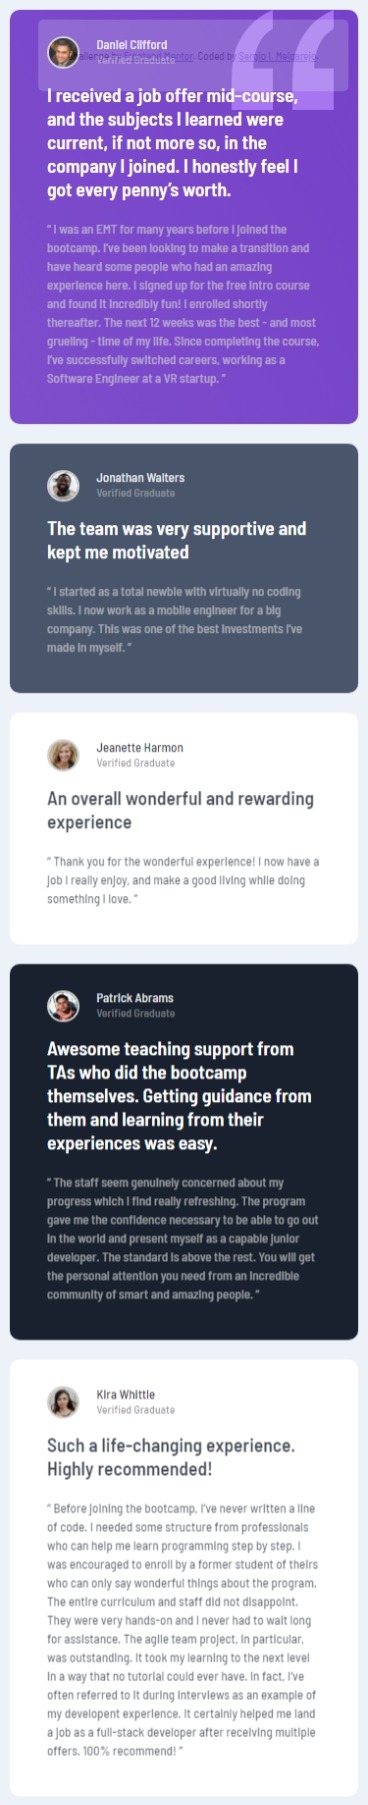 Daniel Clifford
Challenge by Frontend Mentor. Coded by Sergio I. Melgarejo.
Verified Graduate
I received a job offer mid-course,
and the subjects I learned were
current, if not more so, in the
company I joined. I honestly feel I
got every penny’s worth.
“ I was an EMT for many years before I joined the
bootcamp. I’ve been looking to make a transition and
have heard some people who had an amazing
experience here. I signed up for the free intro course
and found it incredibly fun! I enrolled shortly
thereafter. The next 12 weeks was the best - and most
grueling - time of my life. Since completing the course,
I’ve successfully switched careers, working as a
Software Engineer at a VR startup. ”
Jonathan Walters
Verified Graduate
The team was very supportive and
kept me motivated
“ I started as a total newbie with virtually no coding
skills. I now work as a mobile engineer for a big
company. This was one of the best investments I’ve
made in myself. ”
Jeanette Harmon
Verified Graduate
An overall wonderful and rewarding
experience
“ Thank you for the wonderful experience! I now have a
job I really enjoy, and make a good living while doing
something I love. ”
Patrick Abrams
Verified Graduate
Awesome teaching support from
TAs who did the bootcamp
themselves. Getting guidance from
them and learning from their
experiences was easy.
“ The staff seem genuinely concerned about my
progress which I find really refreshing. The program
gave me the confidence necessary to be able to go out
in the world and present myself as a capable junior
developer. The standard is above the rest. You will get
the personal attention you need from an incredible
community of smart and amazing people. ”
Kira Whittle
Verified Graduate
Such a life-changing experience.
Highly recommended!
“ Before joining the bootcamp, I’ve never written a line
of code. I needed some structure from professionals
who can help me learn programming step by step. I
was encouraged to enroll by a former student of theirs
who can only say wonderful things about the program.
The entire curriculum and staff did not disappoint.
They were very hands-on and I never had to wait long
for assistance. The agile team project, in particular,
was outstanding. It took my learning to the next level
in a way that no tutorial could ever have. In fact, I’ve
often referred to it during interviews as an example of
my developent experience. It certainly helped me land
a job as a full-stack developer after receiving multiple
offers. 100% recommend! ”